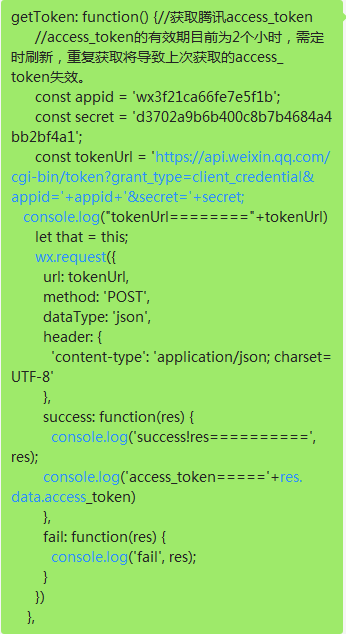 getToken: function() {//获取腾讯access_token
//access_token的有效期目前为2个小时，需定
时刷新，重复获取将导致上次获取的access_
token失效。
const appid = 'wx3f21ca66fe7e5f1b';
const secret = 'd3702a9b6b400c8b7b4684a4
bb2bf4a1';
const tokenUrl = 'https://api.weixin.qq.com/
cgi-bin/token?grant_type=client_credential&
appid='+appid+'&secret='+secret;
console.log("tokenUrl========"+tokenUrl)
let that = this;
wx.request({
url: tokenUrl,
method: 'POST',
dataType: 'json',
header: {
'content-type': 'application/json; charset=
UTF-8'
},
success: function(res) {
console.log('success!res==========',
res);
console.log('access_token====='+res.
data.access_token)
},
fail: function(res) {
console.log('fail', res);
}
})
},